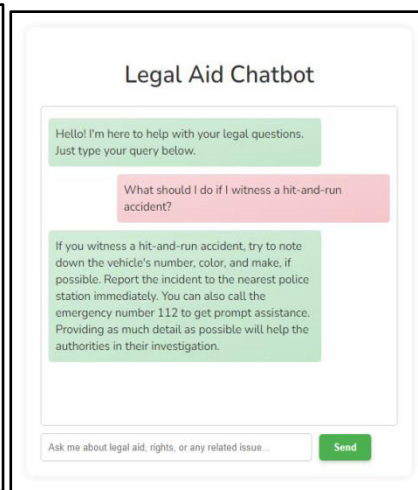 Legal Aid Chatbot
Hello! I'm here to help with your legal questions.
Just type your query below.
What should I do if I witness a hit-and-run
accident?
If you witness a hit-and-run accident, try to note
down the vehicle's number, color, and make, if
possible. Report the incident to the nearest police
station immediately. You can also call the
emergency number 112 to get prompt assistance.
Providing as much detail as possible will help the
authorities in their investigation.
Ask me about legal aid, rights, or any related issue...
Send